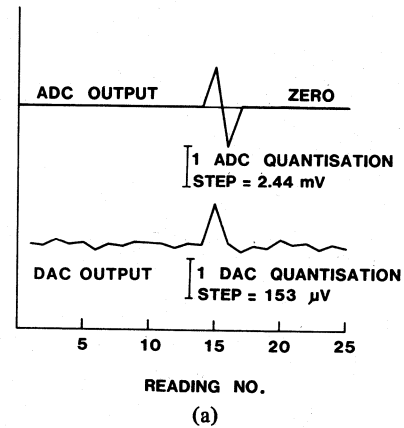 ADC OUTPUT ZERO
1 ADC QUANTISATION
STEP = 2.44 mV
DAC OUTPUT
1 DAC QUANTISATION
STEP = 153 μV
5 10 15 20 25
READING NO.
(a)